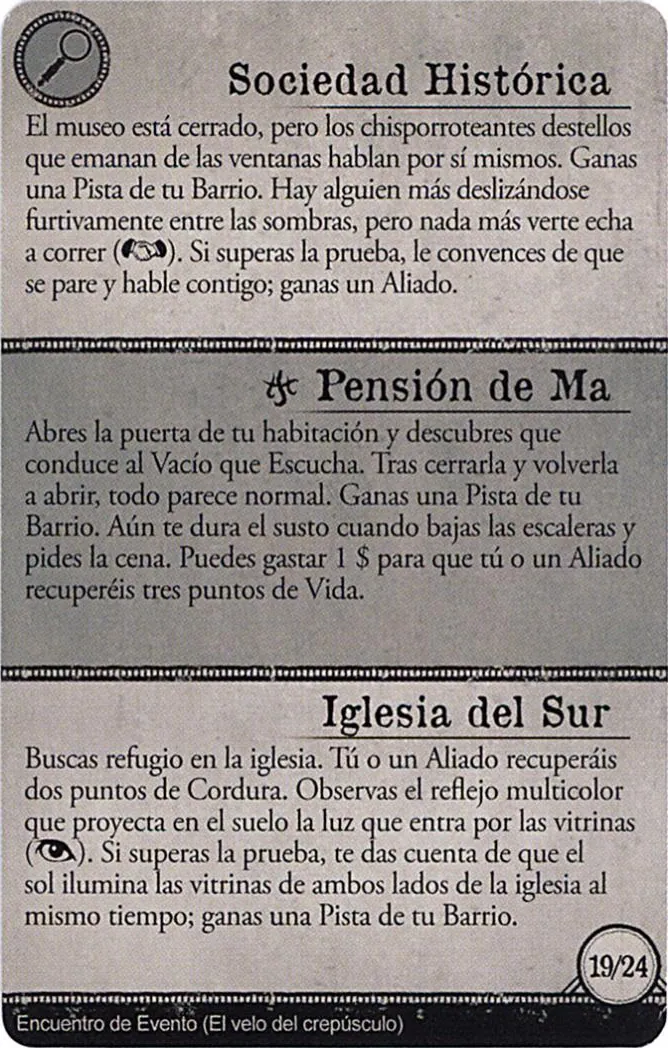 Sociedad Histórica
El museo está cerrado, pero los chisporroteantes destellos
que emanan de las ventanas hablan por sí mismos. Ganas
una Pista de tu Barrio. Hay alguien más deslizándose
furtivamente entre las sombras, pero nada más verte echa
a correr (). Si superas la prueba, le convences de que
se pare y hable contigo; ganas un Aliado.
Pensión de Ma
Abres la puerta de tu habitación y descubres que
conduce al Vacío que Escucha. Tras cerrarla y volverla
a abrir, todo parece normal. Ganas una Pista de tu
Barrio. Aún te dura el susto cuando bajas las escaleras y
pides la cena. Puedes gastar 1 $ para que tú o un Aliado
recuperéis tres puntos de Vida.
Iglesia del Sur
Buscas refugio en la iglesia. Tú o un Aliado recuperáis
dos puntos de Cordura. Observas el reflejo multicolor
que proyecta en el suelo la luz que entra por las vitrinas
(). Si superas la prueba, te das cuenta de que el
sol ilumina las vitrinas de ambos lados de la iglesia al
mismo tiempo; ganas una Pista de tu Barrio.
19/24
Encuentro de Evento (El velo del crepúsculo)